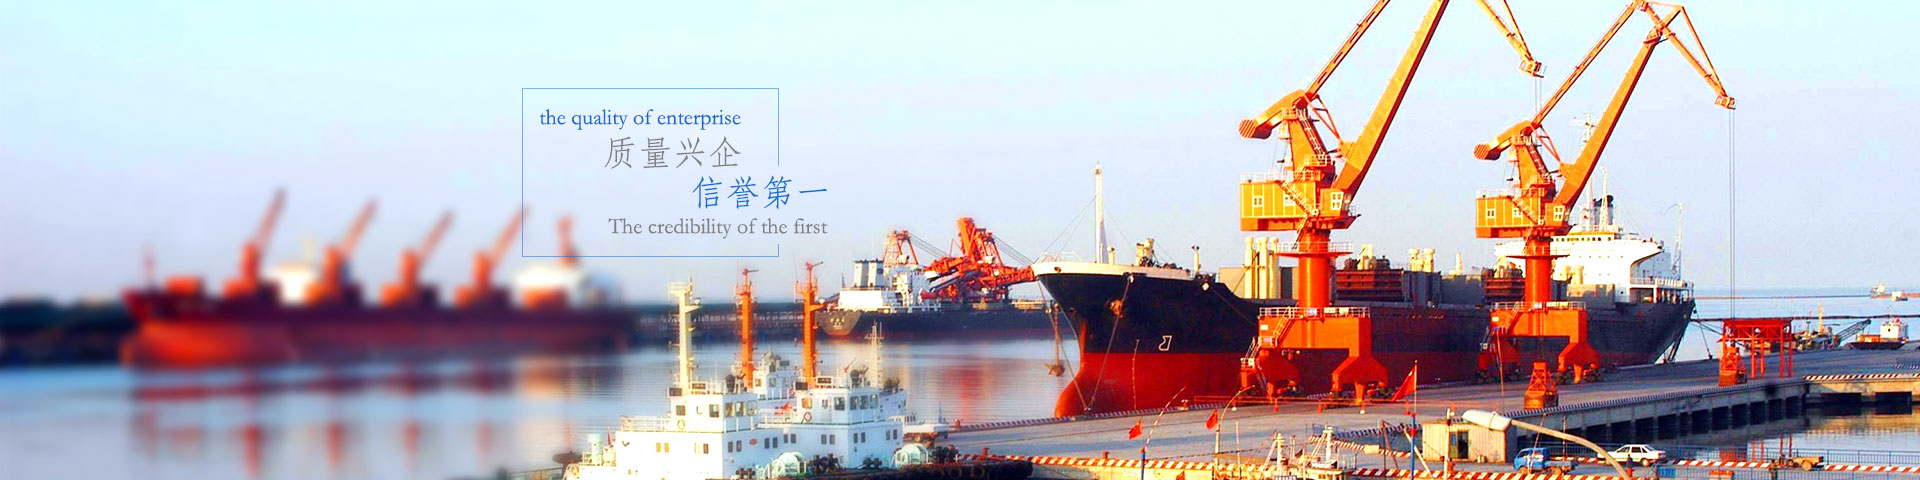 the quality of enterprise
质量兴企
信誉第一
The credibility of the first